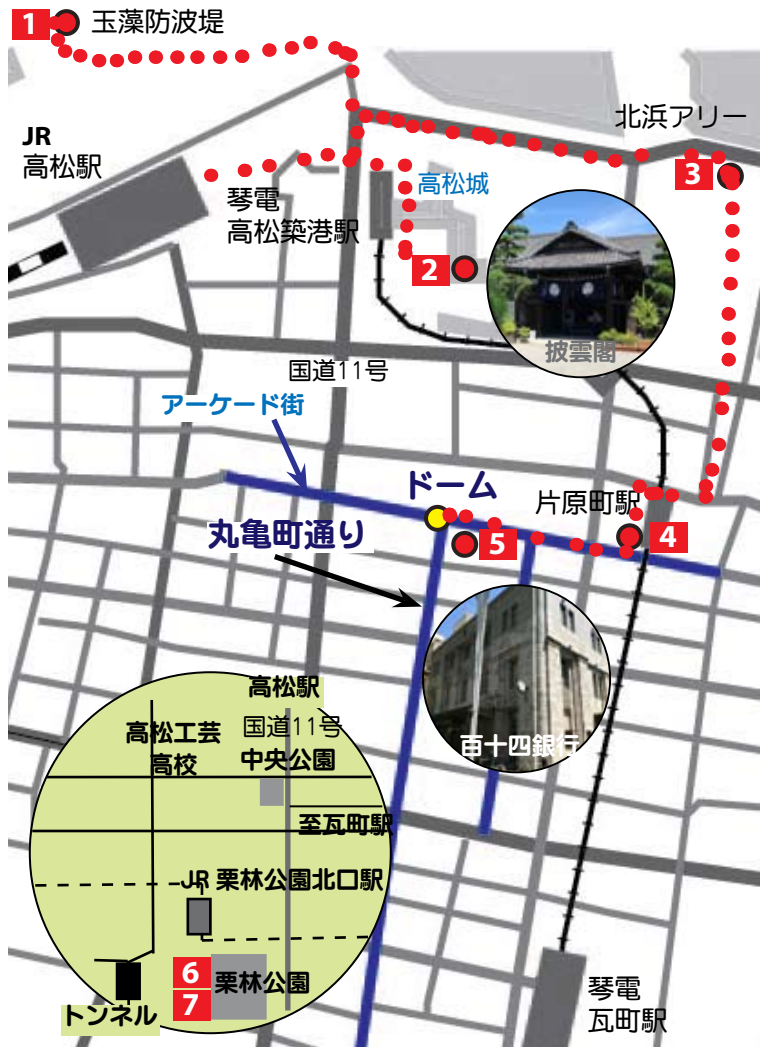 1 玉藻防波堤
北浜アリー
JR
高松駅
高松城
3
琴電
高松築港駅
2
披雲閣
国道11号
アーケード街
ドーム
片原町駅
丸亀町通り
5
4
高松駅
国道11号
高松工芸
高校
中央公園
百十四銀行
至瓦町駅
JR 栗林公園北口駅
6
栗林公園
7
トンネル
琴電
瓦町駅